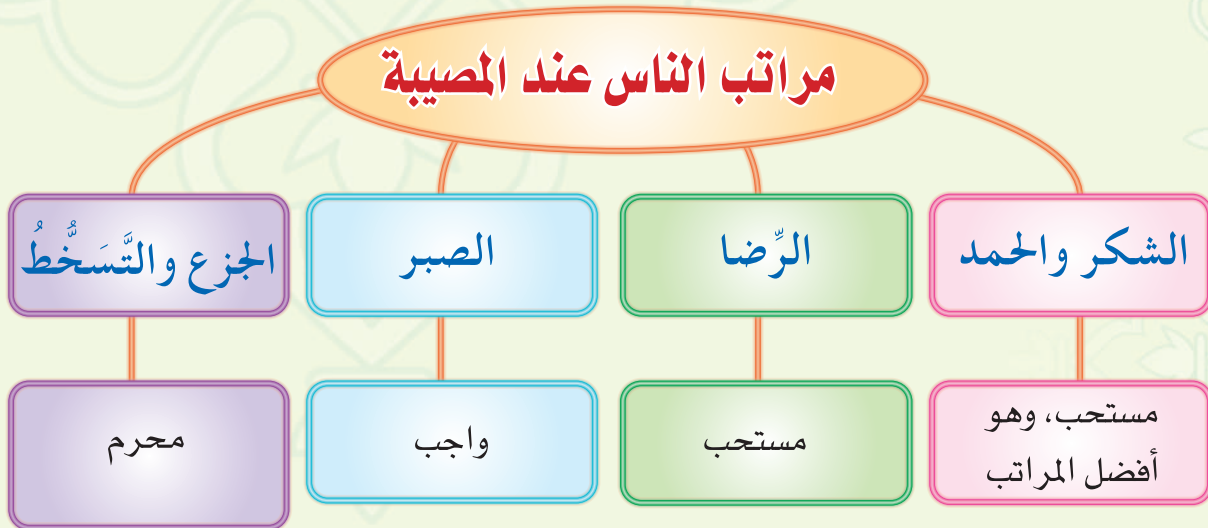 مراتب الناس عند المصيبة
الشكر والحمد
الرِّضا
الصبر
الجزع والتَّسَخُّطُ
مستحب، وهو
أفضل المراتب
مستحب
واجب
محرم